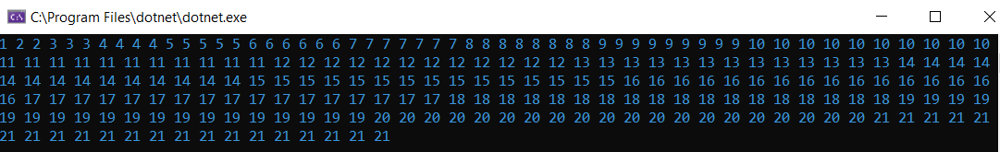 C:\Program Files\dotnet\dotnet.exe
1 2 2 3 3 3 4 4 4 4 5 5 5 5 5 6 6 6 6 6 6 7 7 7 7 7 7 7 8 8 8 8 8 8 8 8 9 9 9 9 9 9 9 9 9 10 10 10 10 10 10 10 10 10 10
11 11 11 11 11 11 11 11 11 11 11 12 12 12 12 12 12 12 12 12 12 12 12 13 13 13 13 13 13 13 13 13 13 13 13 13 14 14 14 14
14 14 14 14 14 14 14 14 14 14 15 15 15 15 15 15 15 15 15 15 15 15 15 15 15 16 16 16 16 16 16 16 16 16 16 16 16 16 16 16
16 17 17 17 17 17 17 17 17 17 17 17 17 17 17 17 17 17 18 18 18 18 18 18 18 18 18 18 18 18 18 18 18 18 18 18 19 19 19 19
19 19 19 19 19 19 19 19 19 19 19 19 19 19 19 20 20 20 20 20 20 20 20 20 20 20 20 20 20 20 20 20 20 20 20 21 21 21 21 21
21 21 21 21 21 21 21 21 21 21 21 21 21 21 21 21